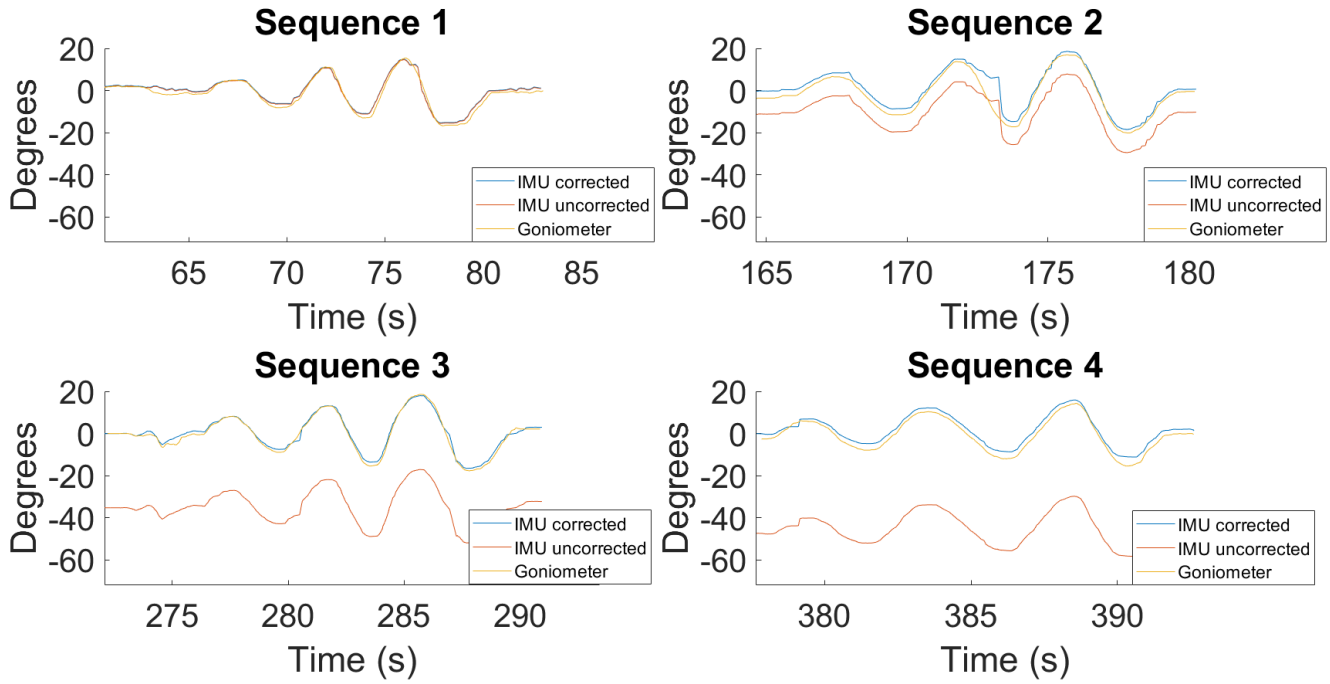 Sequence 1
Degrees
20
0
-20
-40
-60
IMU corrected
IMU uncorrected
Goniometer
65 70 75 80 85
Time (s)
Sequence 2
Degrees
20
0
-20
-40
-60
IMU corrected
IMU uncorrected
Goniometer
165 170 175 180
Time (s)
Sequence 3
Degrees
20
0
-20
-40
-60
IMU corrected
IMU uncorrected
Goniometer
275 280 285 290
Time (s)
Sequence 4
Degrees
20
0
-20
-40
-60
IMU corrected
IMU uncorrected
Goniometer
380 385 390
Time (s)